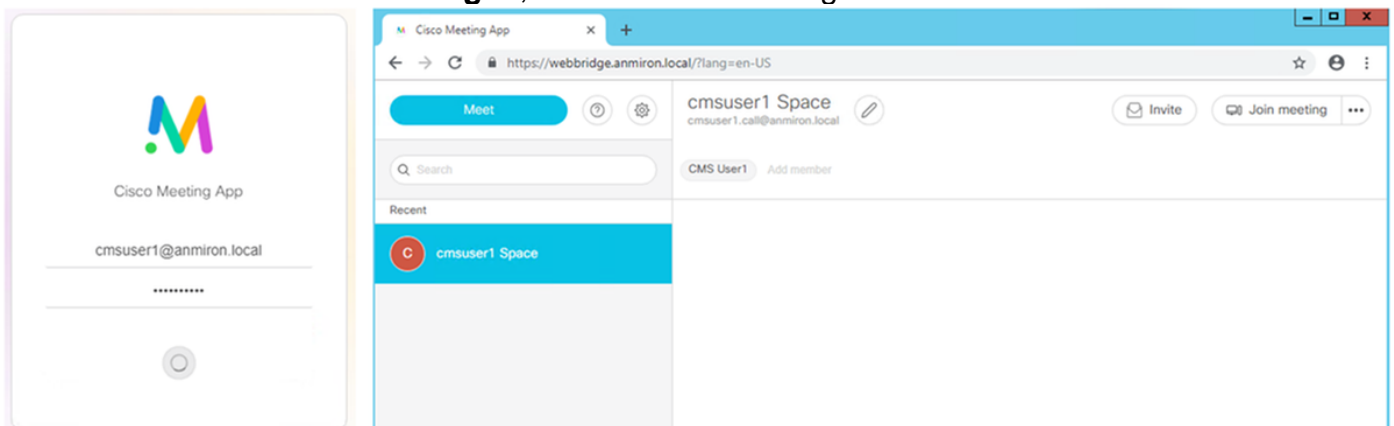 Cisco Meeting App
cmsuser1@anmiron.local
••••••••••
Cisco Meeting App
https://webbridge.anmiron.local/?lang=en-US
Meet
cmsuser1 Space
cmsuser1.call@anmiron.local
Invite
Join meeting
Search
CMS User1 Add member
Recent
C cmsuser1 Space